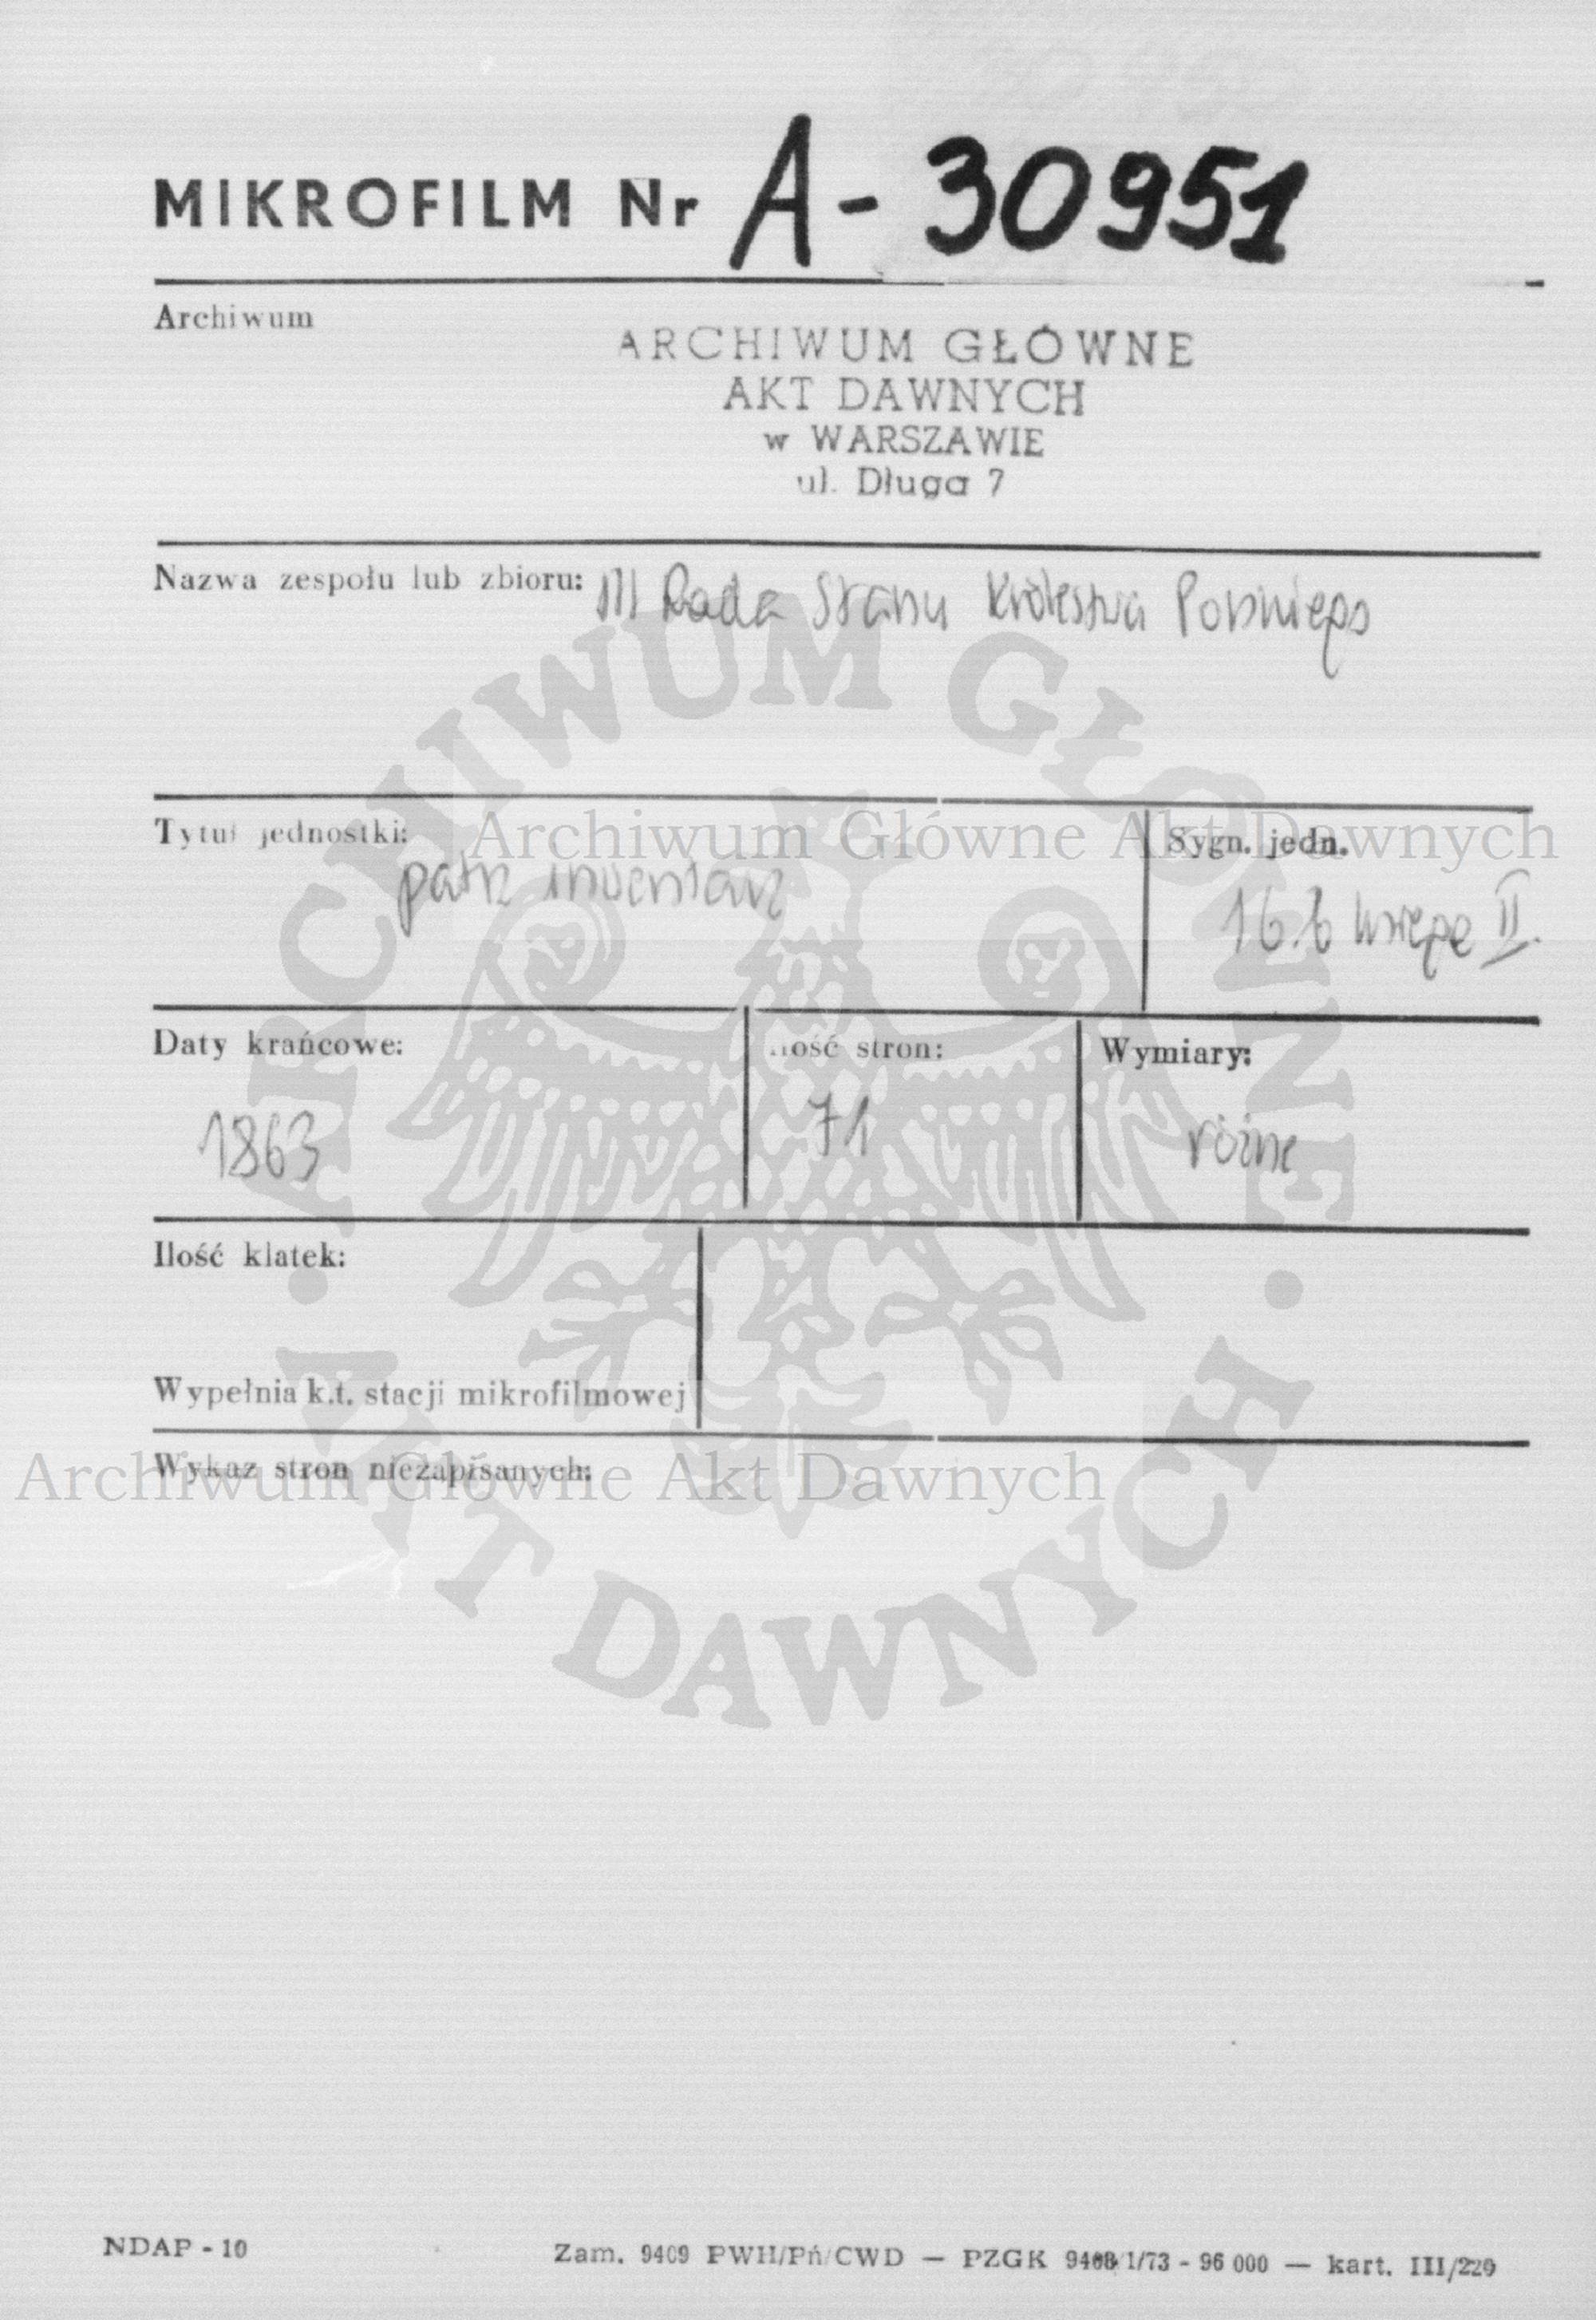 MIKROFILM Nr A- 30951
Archiwum
ARCHIWUM GŁÓWNE
AKT DAWNYCH
w WARSZAWIE
ul. Długa 7
Nazwa zespołu lub zbioru: III Rada Stanu Królestwa Polskiego
Tytuł jednostki:
patrz inwentarz
Sygn. jedn.
16.b księga II.
Daty krańcowe:
1863
Ilość stron:
71
Wymiary:
różne
Ilość klatek:
Wypełnia k.t. stacji mikrofilmowej
Wykaz stron niezapisanych:
NDAP - 10
Zam. 9409 PWH/Pń/CWD — PZGK 9408/1/73 - 96 000 — kart. III/220
Archiwum Główne Akt Dawnych
Archiwum Główne Akt Dawnych
ARCHIWUM GŁÓWNE · AKT DAWNYCH ·